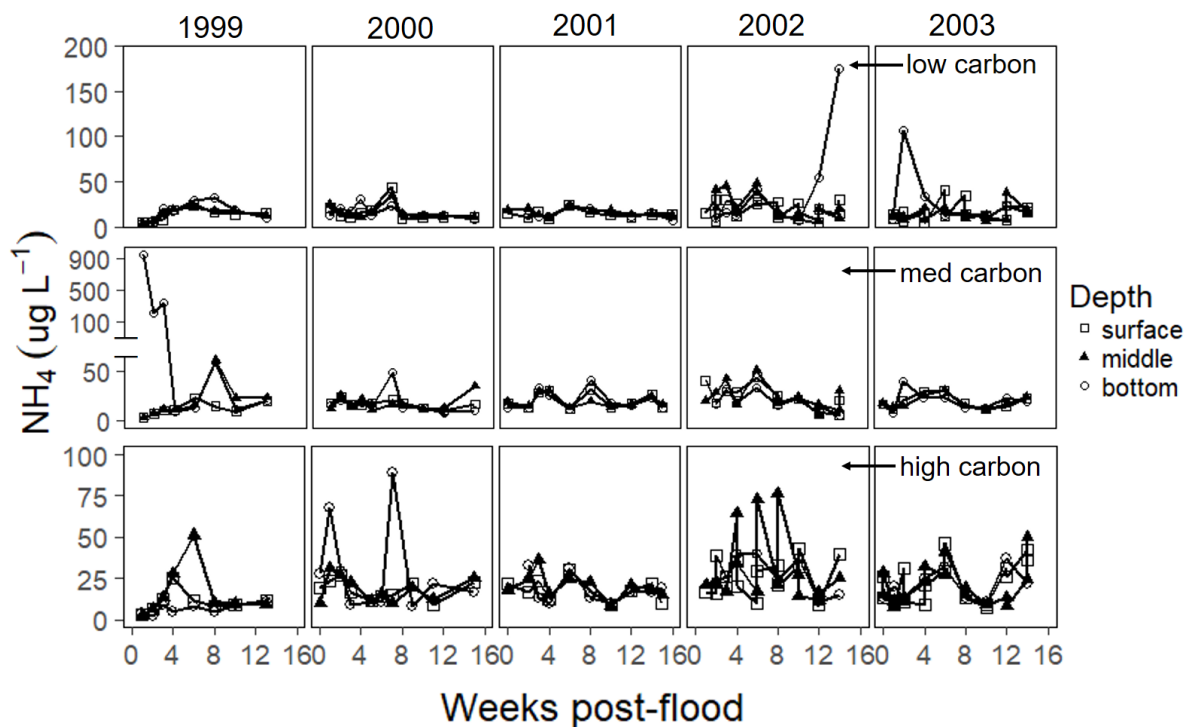 1999 2000 2001 2002 2003
200
150
100
50
0
low carbon
900
500
100
50
0
med carbon
100
75
50
25
0
high carbon
NH4 (ug L−1)
Depth
surface
middle
bottom
0 4 8 12 16 0 4 8 12 16 0 4 8 12 16 0 4 8 12 16 0 4 8 12 16
Weeks post-flood